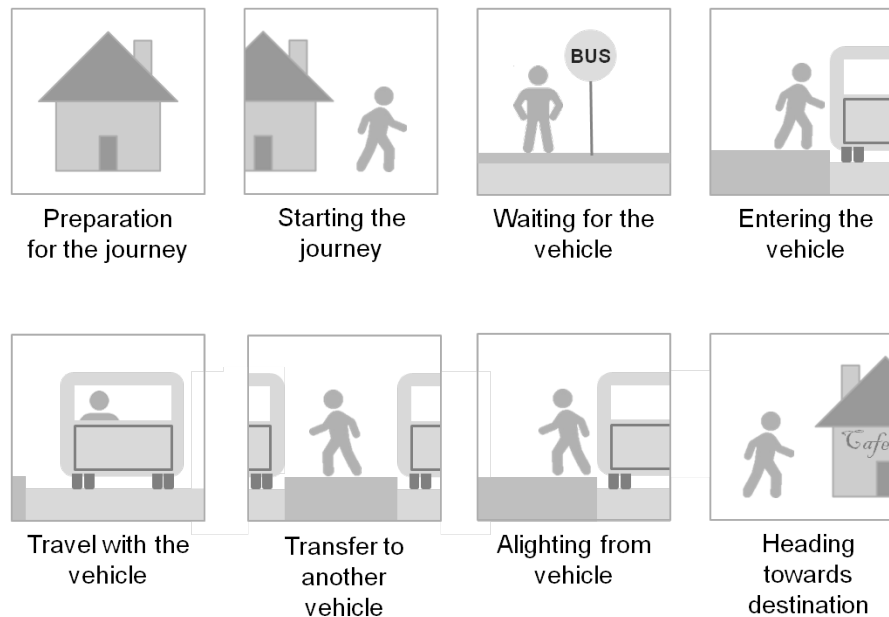 BUS
Preparation
for the journey
Starting the
journey
Waiting for the
vehicle
Entering the
vehicle
Cafe
Travel with the
vehicle
Transfer to
another
vehicle
Alighting from
vehicle
Heading
towards
destination